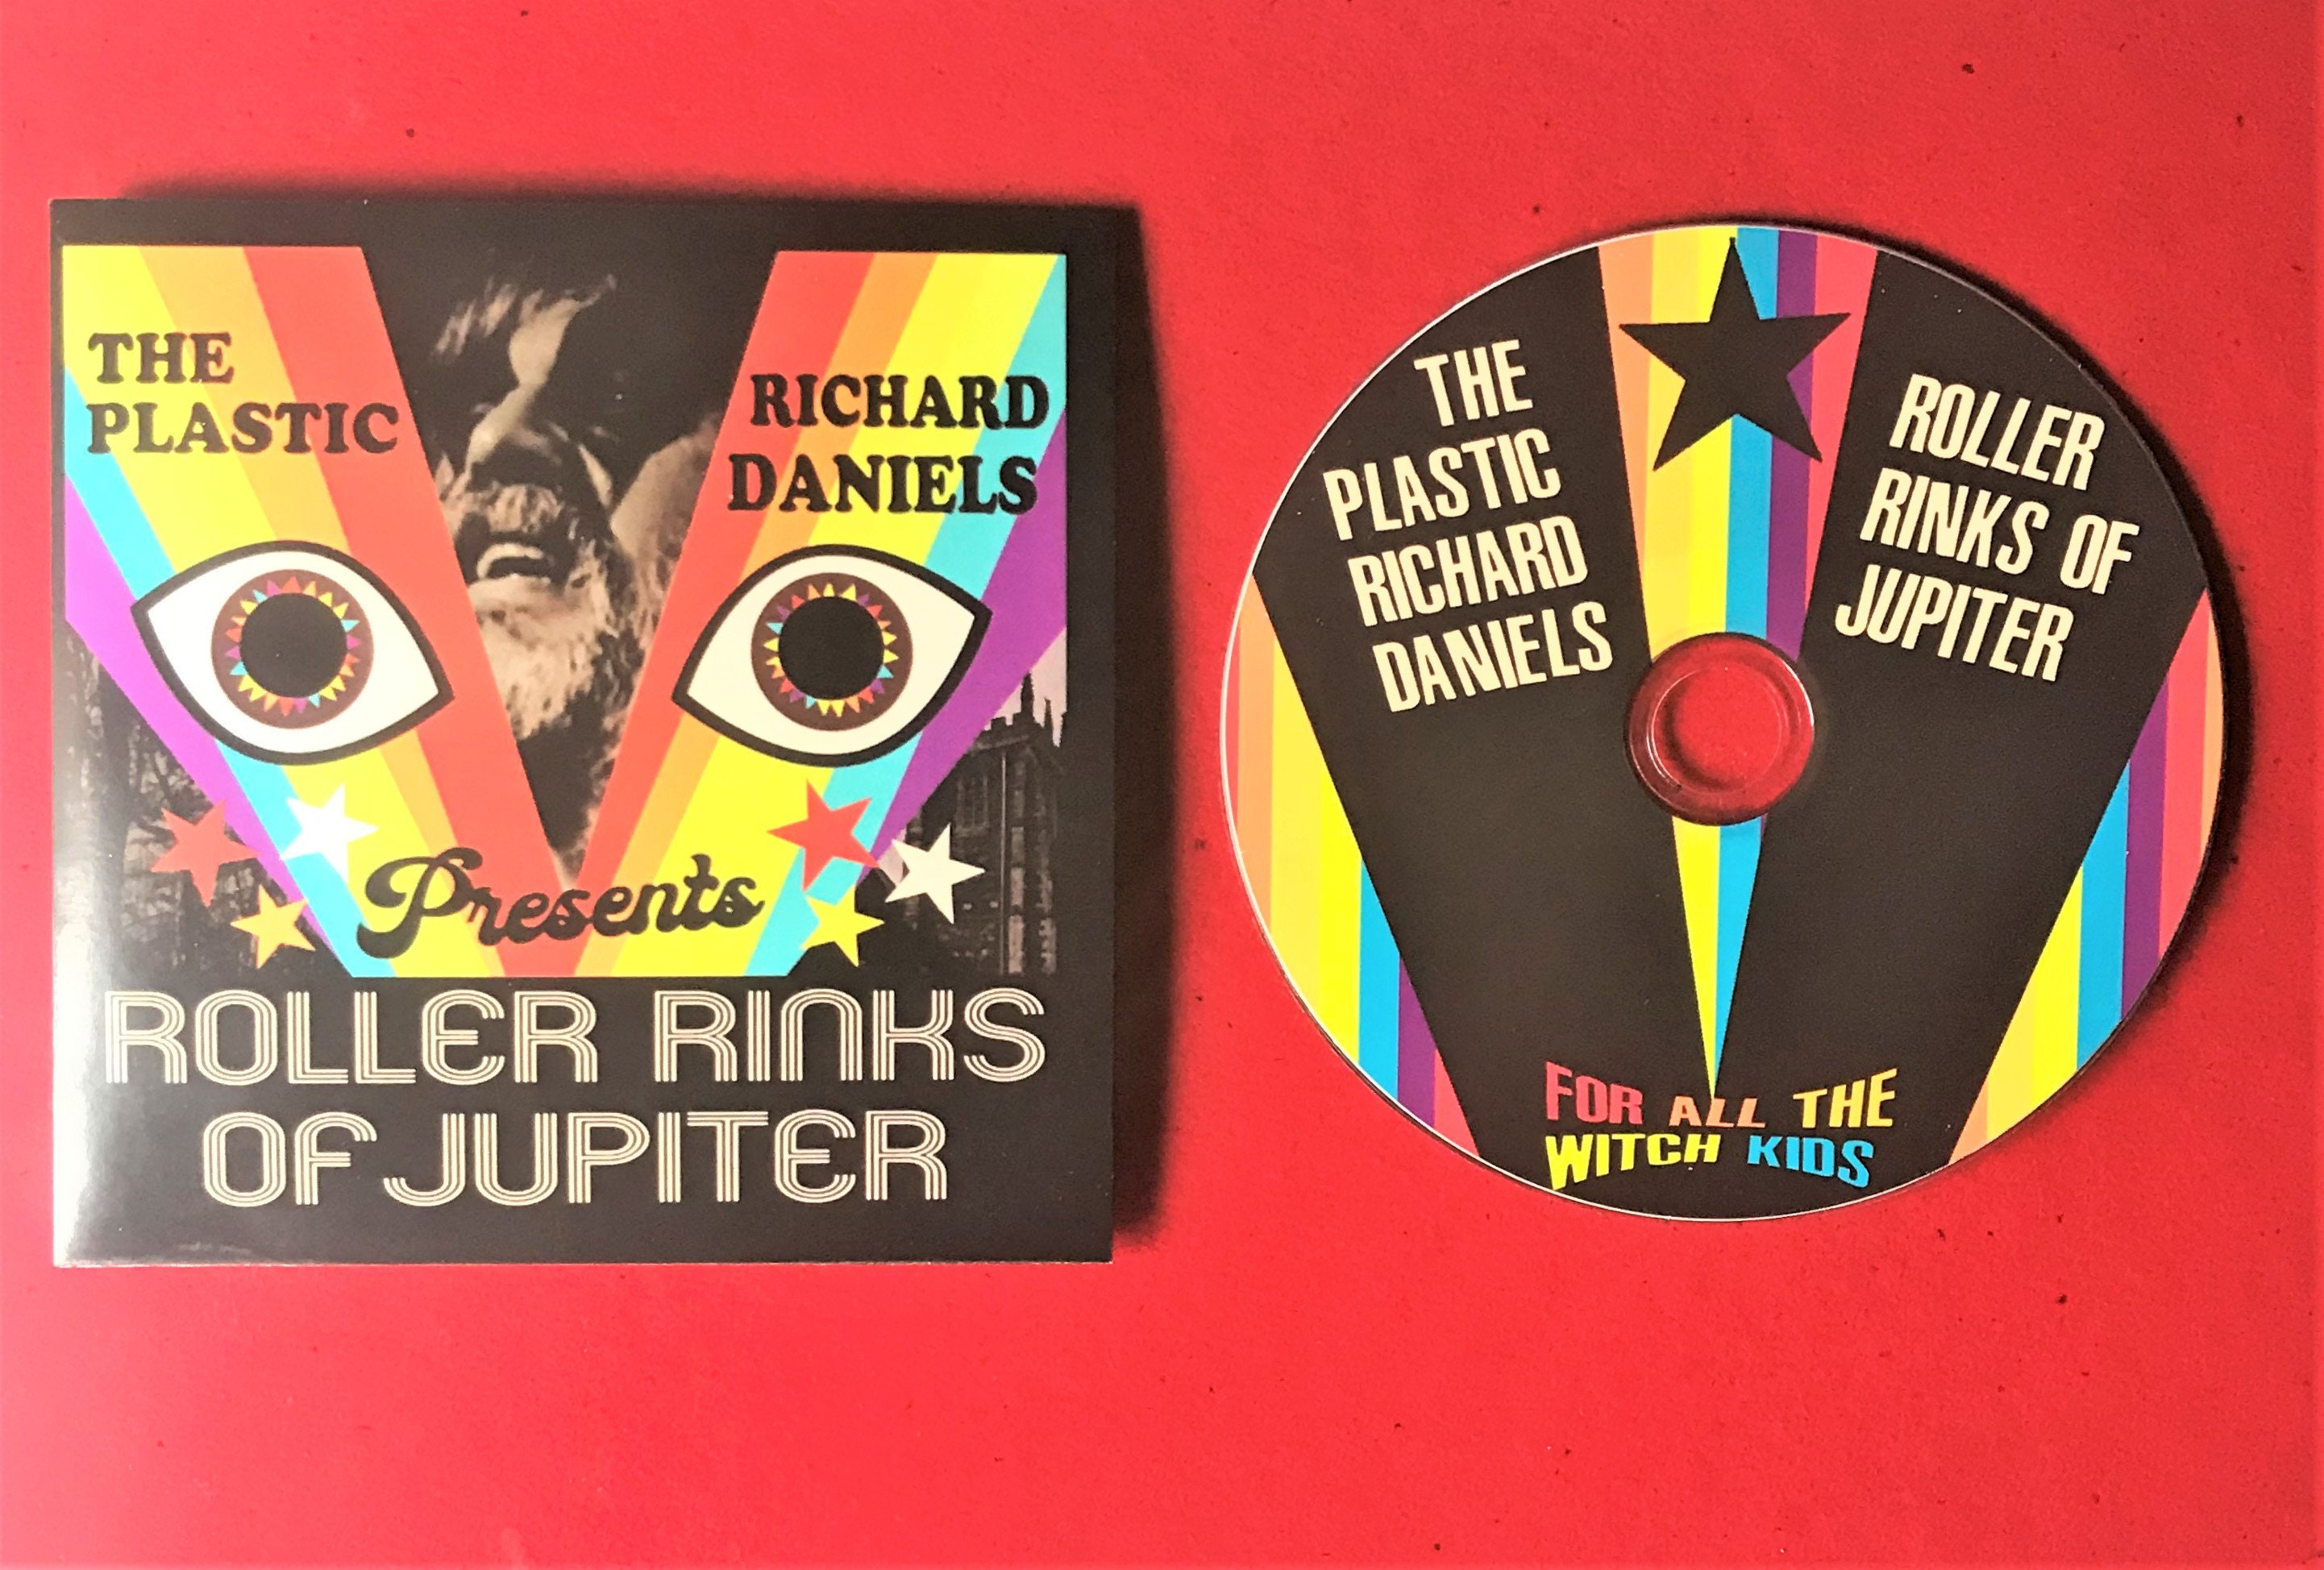 THE
PLASTIC
RICHARD
DANIELS
Presents
ROLLER RINKS
OF JUPITER
THE
PLASTIC
RICHARD
DANIELS
ROLLER
RINKS OF
JUPITER
FOR ALL THE
WITCH KIDS